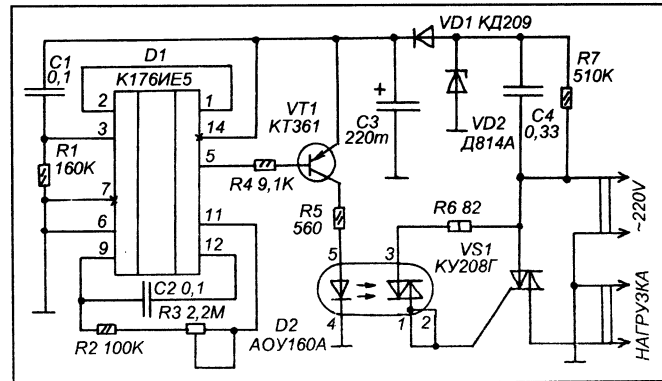 C1
0,1
D1
К176ИЕ5
2
1
3
14
7
5
6
11
9
12
R1
160K
VT1
КТ361
R4 9,1K
R5
560
+
C3
220m
VD1 КД209
VD2
Д814А
C4
0,33
R7
510K
R6 82
VS1
КУ208Г
5
3
4
1
2
C2 0,1
R3 2,2M
R2 100K
D2
АОУ160А
~220V
НАГРУЗКА